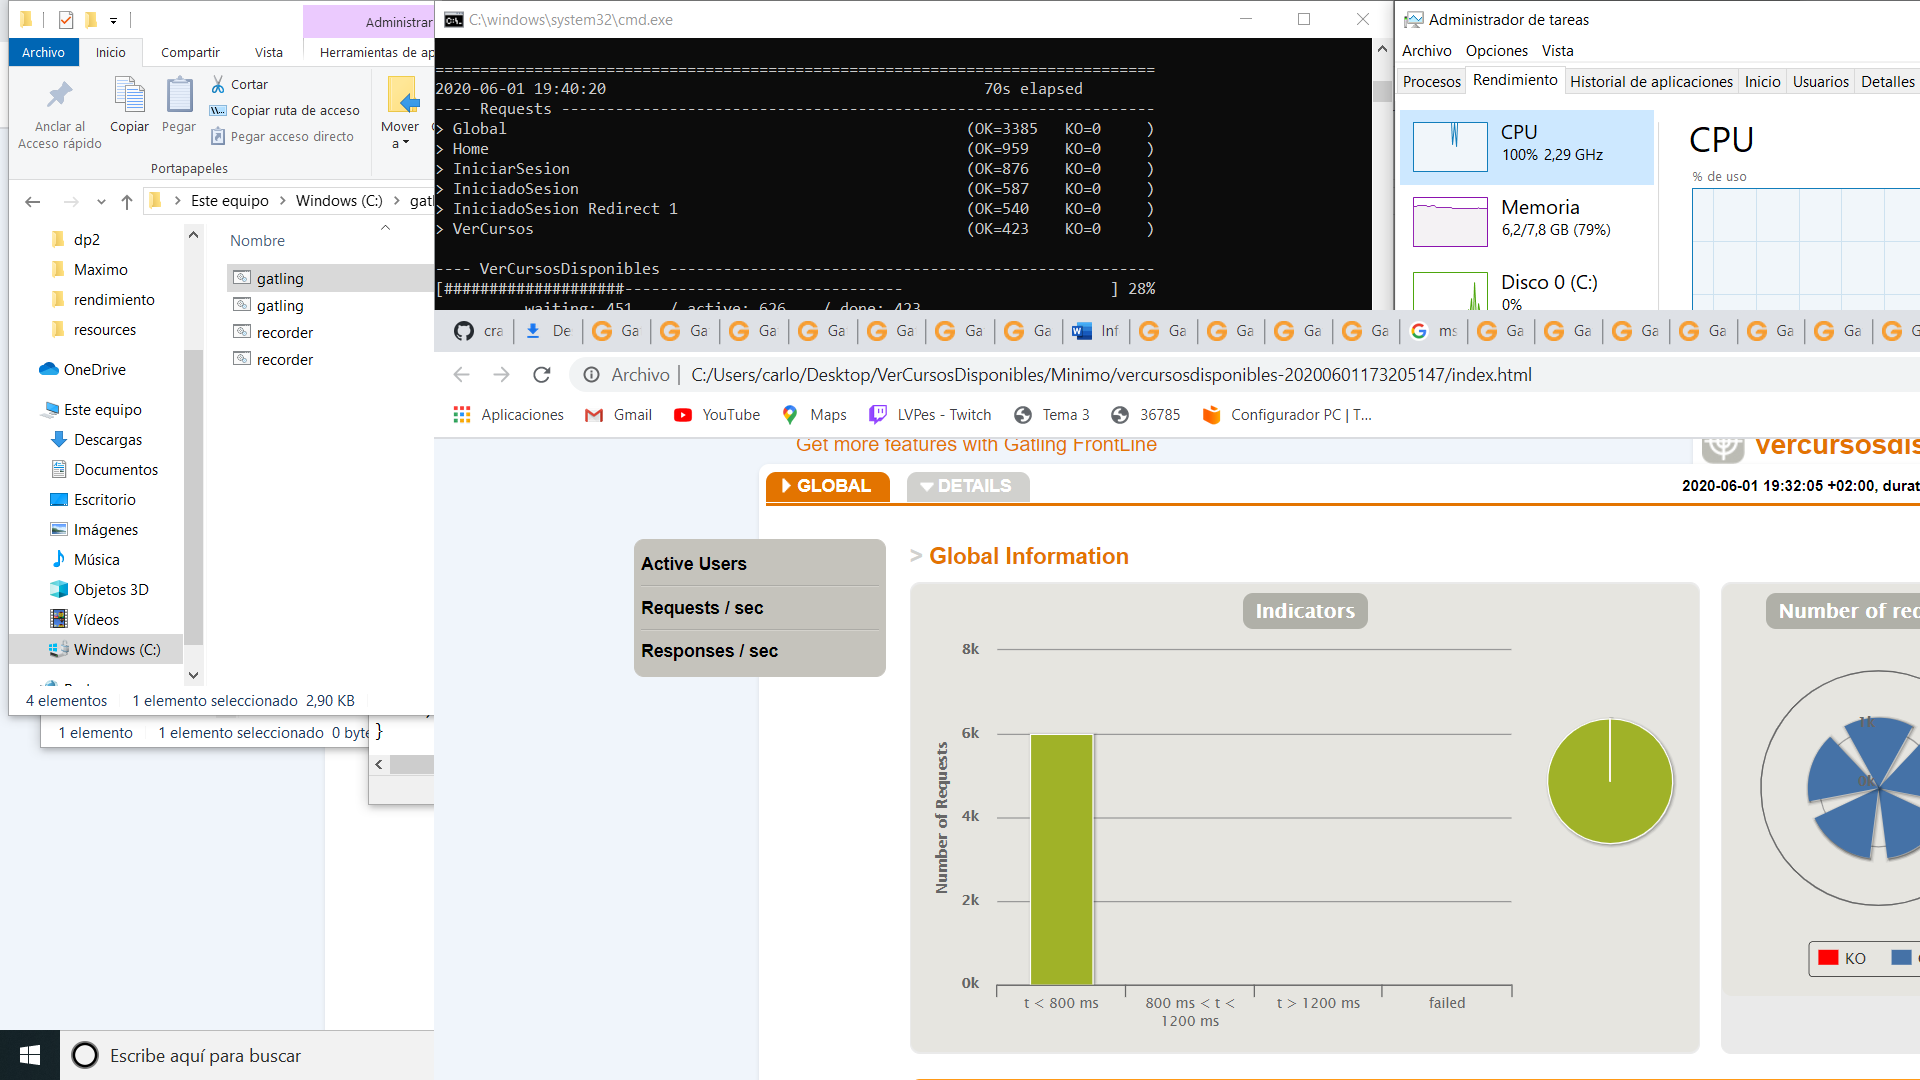 Administrar
Archivo Inicio Compartir Vista Herramientas de ap
Anclar al
Acceso rápido
Copiar
Pegar
Cortar
Copiar ruta de acceso
Pegar acceso directo
Mover
a
Portapapeles
Este equipo > Windows (C:) > gatl
Nombre
dp2
Maximo
rendimiento
resources
OneDrive
Este equipo
Descargas
Documentos
Escritorio
Imágenes
Música
Objetos 3D
Vídeos
Windows (C:)
gatling
gatling
recorder
recorder
4 elementos 1 elemento seleccionado 2,90 KB
1 elemento 1 elemento seleccionado 0 byte
}
Escribe aquí para buscar
C:\windows\system32\cmd.exe
================================================================================
2020-06-01 19:40:20 70s elapsed
---- Requests ------------------------------------------------------------------
> Global (OK=3385 KO=0 )
> Home (OK=959 KO=0 )
> IniciarSesion (OK=876 KO=0 )
> IniciadoSesion (OK=587 KO=0 )
> IniciadoSesion Redirect 1 (OK=540 KO=0 )
> VerCursos (OK=423 KO=0 )
---- VerCursosDisponibles ------------------------------------------------------
[####################------------------------------- ] 28%
waiting: 451 / active: 626 / done: 423
Administrador de tareas
Archivo Opciones Vista
Procesos Rendimiento Historial de aplicaciones Inicio Usuarios Detalles
CPU
100% 2,29 GHz
Memoria
6,2/7,8 GB (79%)
Disco 0 (C:)
0%
CPU
% de uso
cra De Ga Ga Ga Ga Ga Ga Ga Inf Ga Ga Ga Ga ms Ga Ga Ga Ga Ga Ga G
Archivo | C:/Users/carlo/Desktop/VerCursosDisponibles/Minimo/vercursosdisponibles-20200601173205147/index.html
Aplicaciones Gmail YouTube Maps LVPes - Twitch Tema 3 36785 Configurador PC | T...
Get more features with Gatling FrontLine
vercursosdis
GLOBAL DETAILS
2020-06-01 19:32:05 +02:00, durat
Active Users
Requests / sec
Responses / sec
> Global Information
Indicators
Number of Requests
8k
6k
4k
2k
0k
t < 800 ms
800 ms < t <
1200 ms
t > 1200 ms
failed
Number of rec
1k
0k
KO